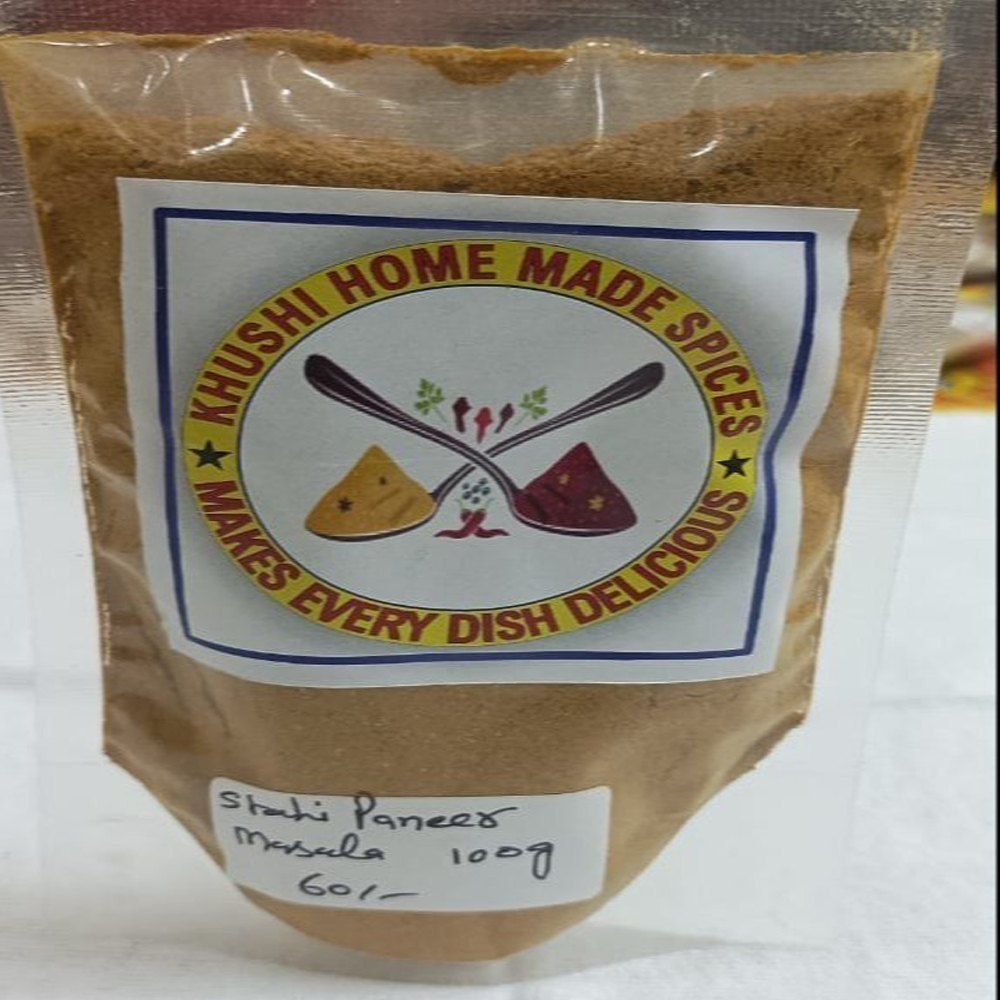 KHUSHI HOME MADE SPICES
MAKES EVERY DISH DELICIOUS
Shahi Paneer
Masala 100g
60/-